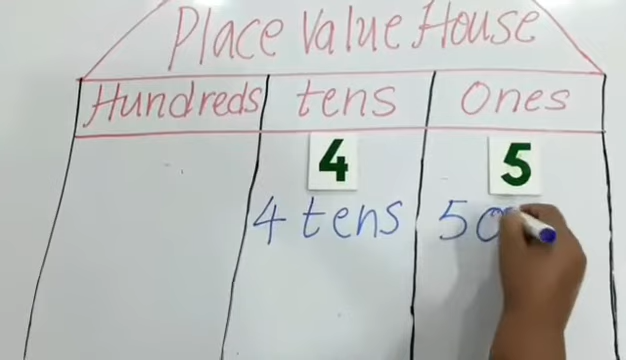 Place Value House
Hundreds tens Ones
4 5
4 tens 5